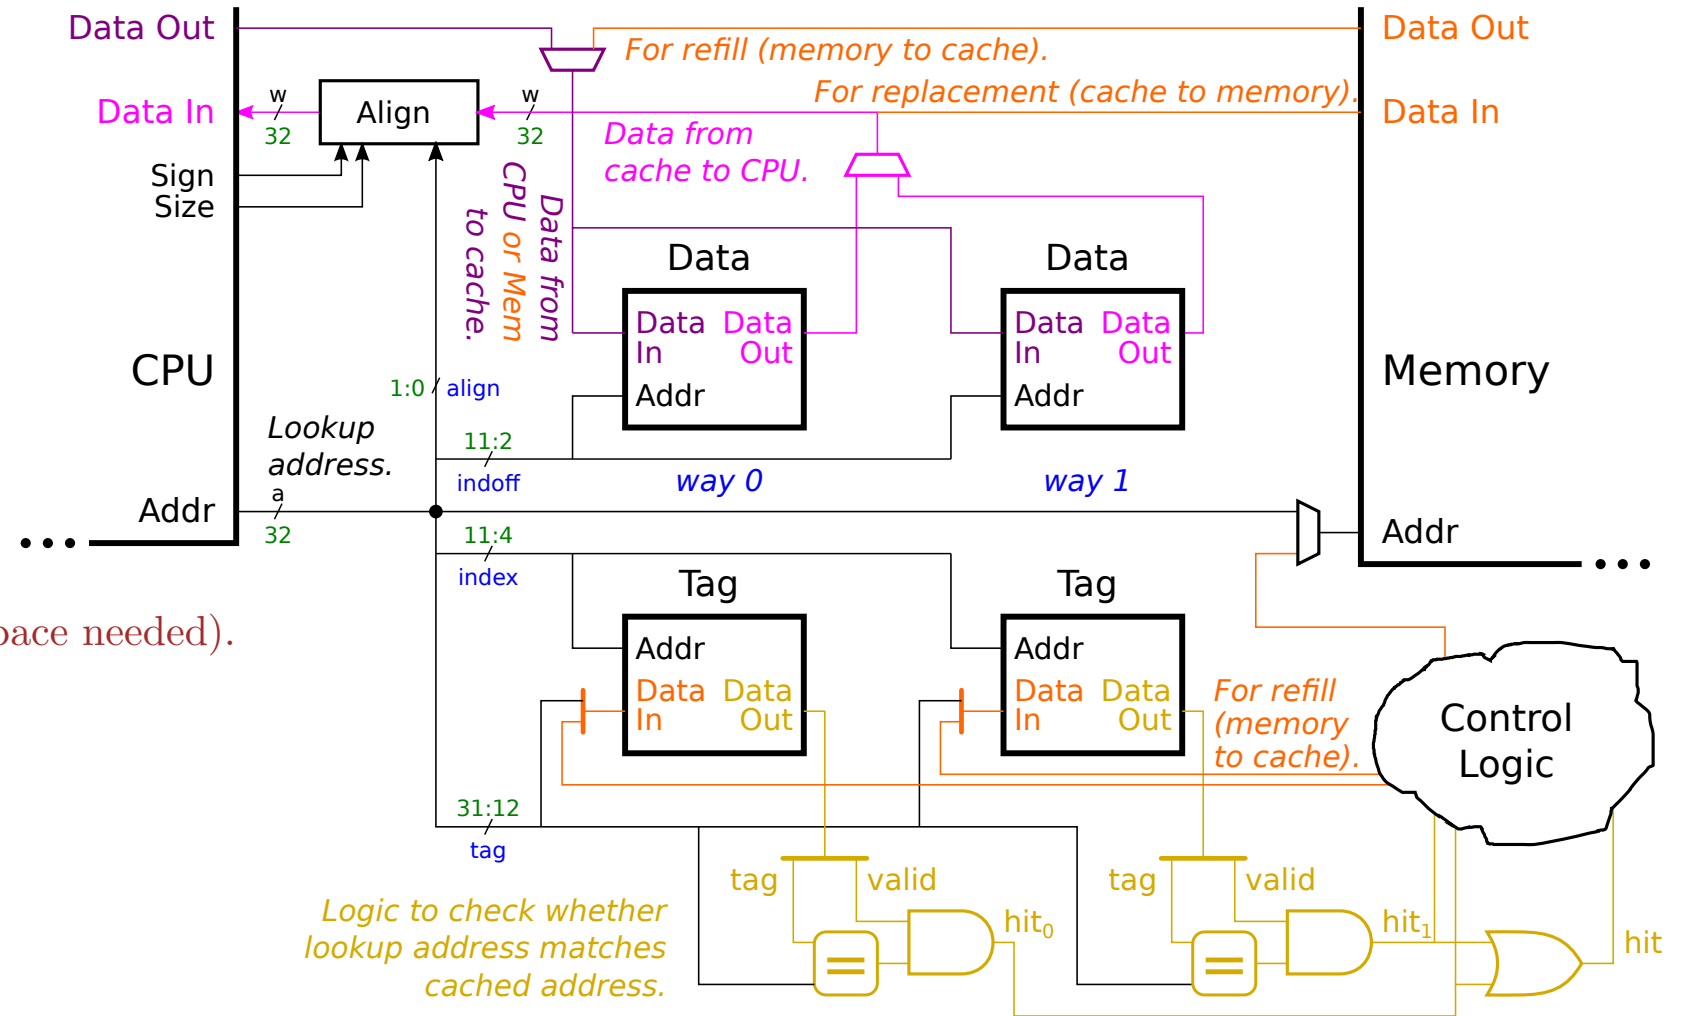 Data Out
For refill (memory to cache).
Data Out
For replacement (cache to memory).
Data In
w
32
Align
w
32
Data In
Data from
cache to CPU.
Sign
Size
Data from
CPU or Mem
to cache.
Data
Data
Data In
Data Out
Addr
Data In
Data Out
Addr
CPU
Memory
1:0
align
Lookup
address.
11:2
indoff
way 0
way 1
Addr
a
32
Addr
11:4
index
Tag
Tag
pace needed).
Addr
Data In
Data Out
Addr
Data In
Data Out
For refill
(memory
to cache).
Control
Logic
31:12
tag
tag
valid
tag
valid
Logic to check whether
lookup address matches
cached address.
=
hit0
=
hit1
hit